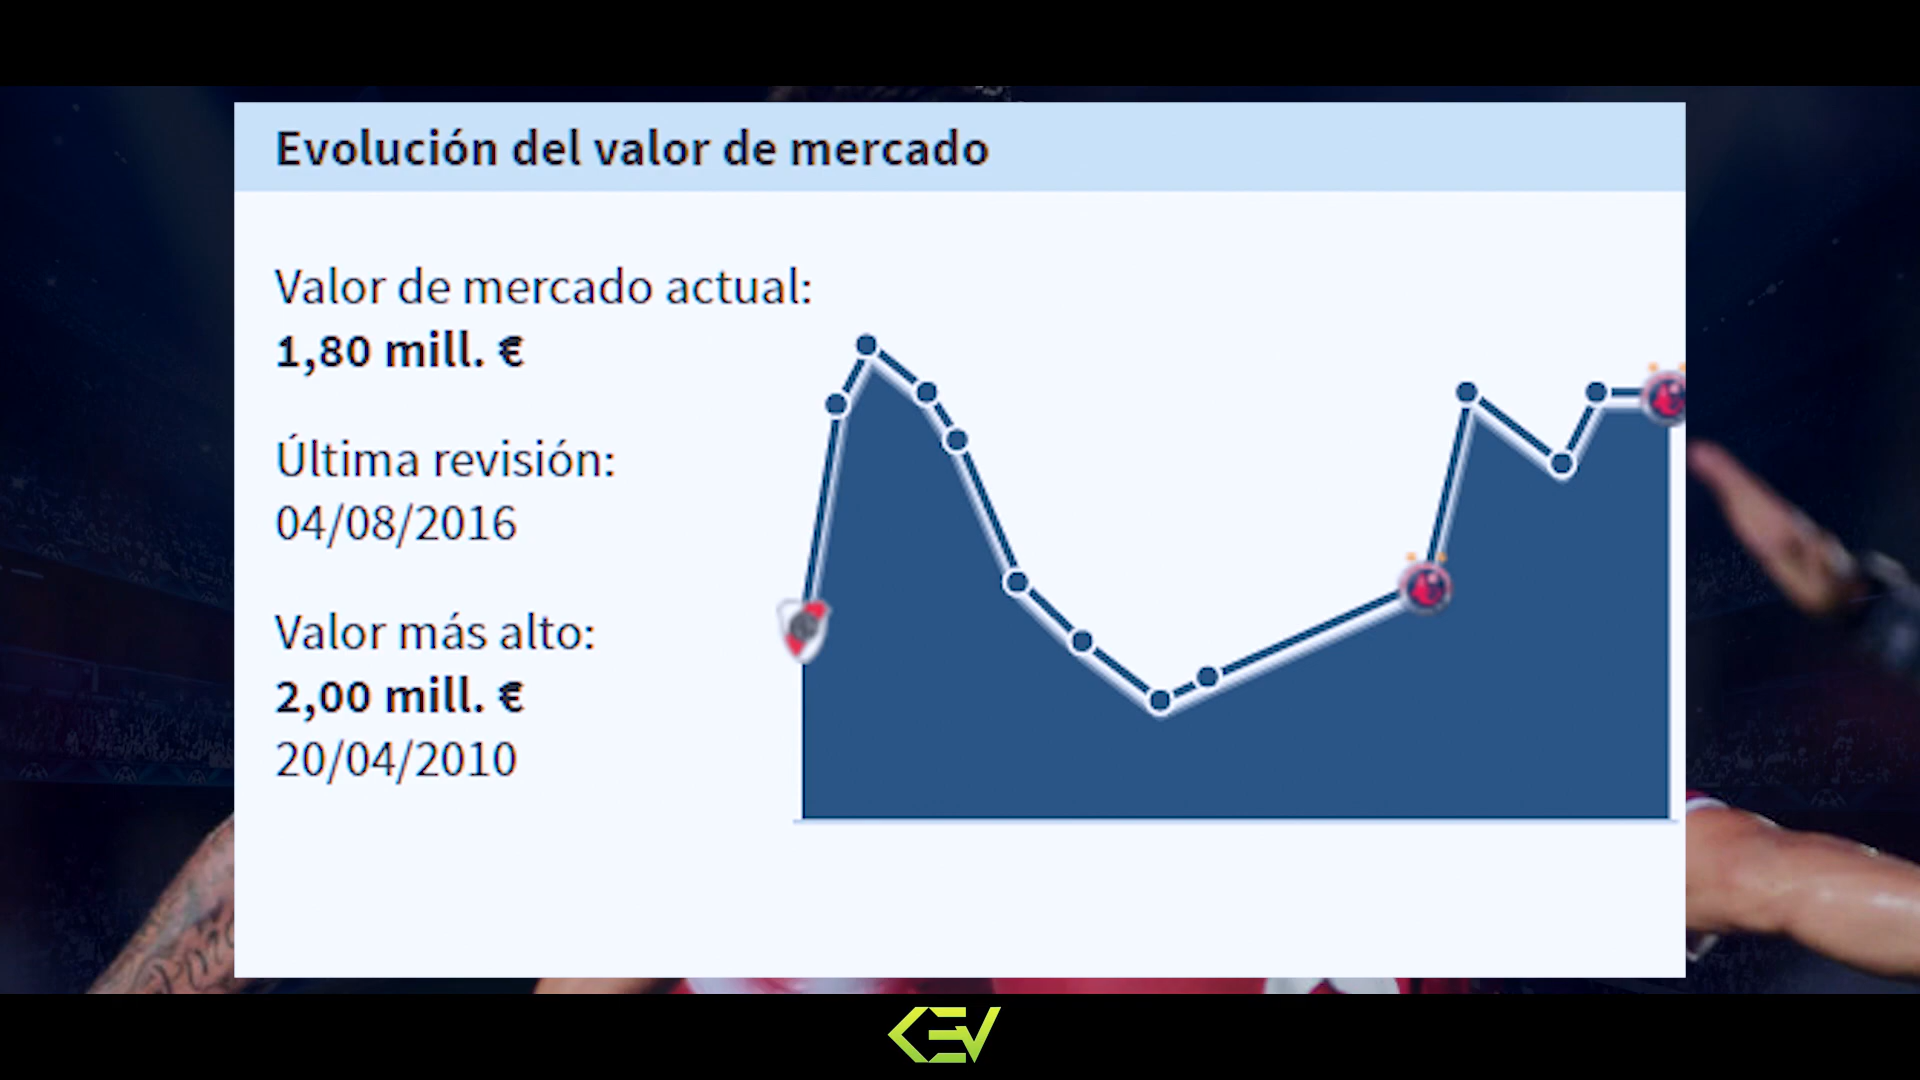 Evolución del valor de mercado
Valor de mercado actual:
1,80 mill. €
Última revisión:
04/08/2016
Valor más alto:
2,00 mill. €
20/04/2010
KEV